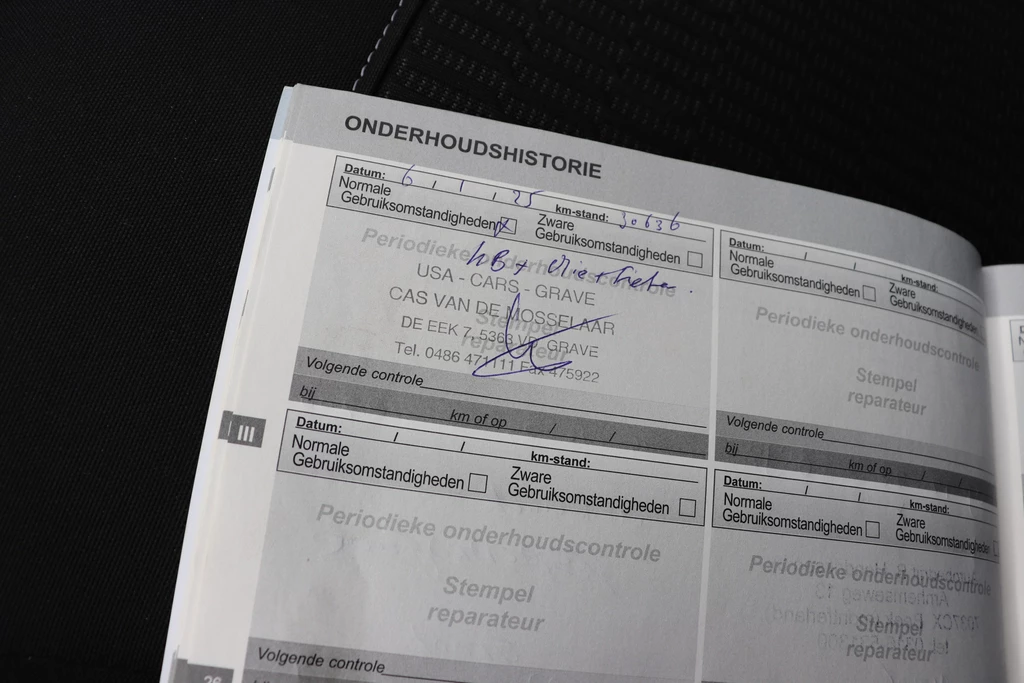 ONDERHOUDSHISTORIE
Datum: 6 / 1 / 25 km-stand: 30636
Normale Gebruiksomstandigheden
Zware Gebruiksomstandigheden
Periodieke onderhoudscontrole
USA - CARS - GRAVE
CAS VAN DE MOSSELAAR
Stempel
DE EEK 7, 5363 GRAVE
reparateur
Tel. 0486 471111 Fax 475922
Volgende controle
bij km of op / /
Datum: / / km-stand:
Normale Gebruiksomstandigheden
Zware Gebruiksomstandigheden
Periodieke onderhoudscontrole
Stempel
reparateur
Volgende controle
bij km of op / /
III
Datum: / / km-stand:
Normale Gebruiksomstandigheden
Zware Gebruiksomstandigheden
Periodieke onderhoudscontrole
Stempel
reparateur
Volgende controle
Datum: / / km-stand:
Normale Gebruiksomstandigheden
Zware Gebruiksomstandigheden
Periodieke onderhoudscontrole
Stempel
reparateur
26